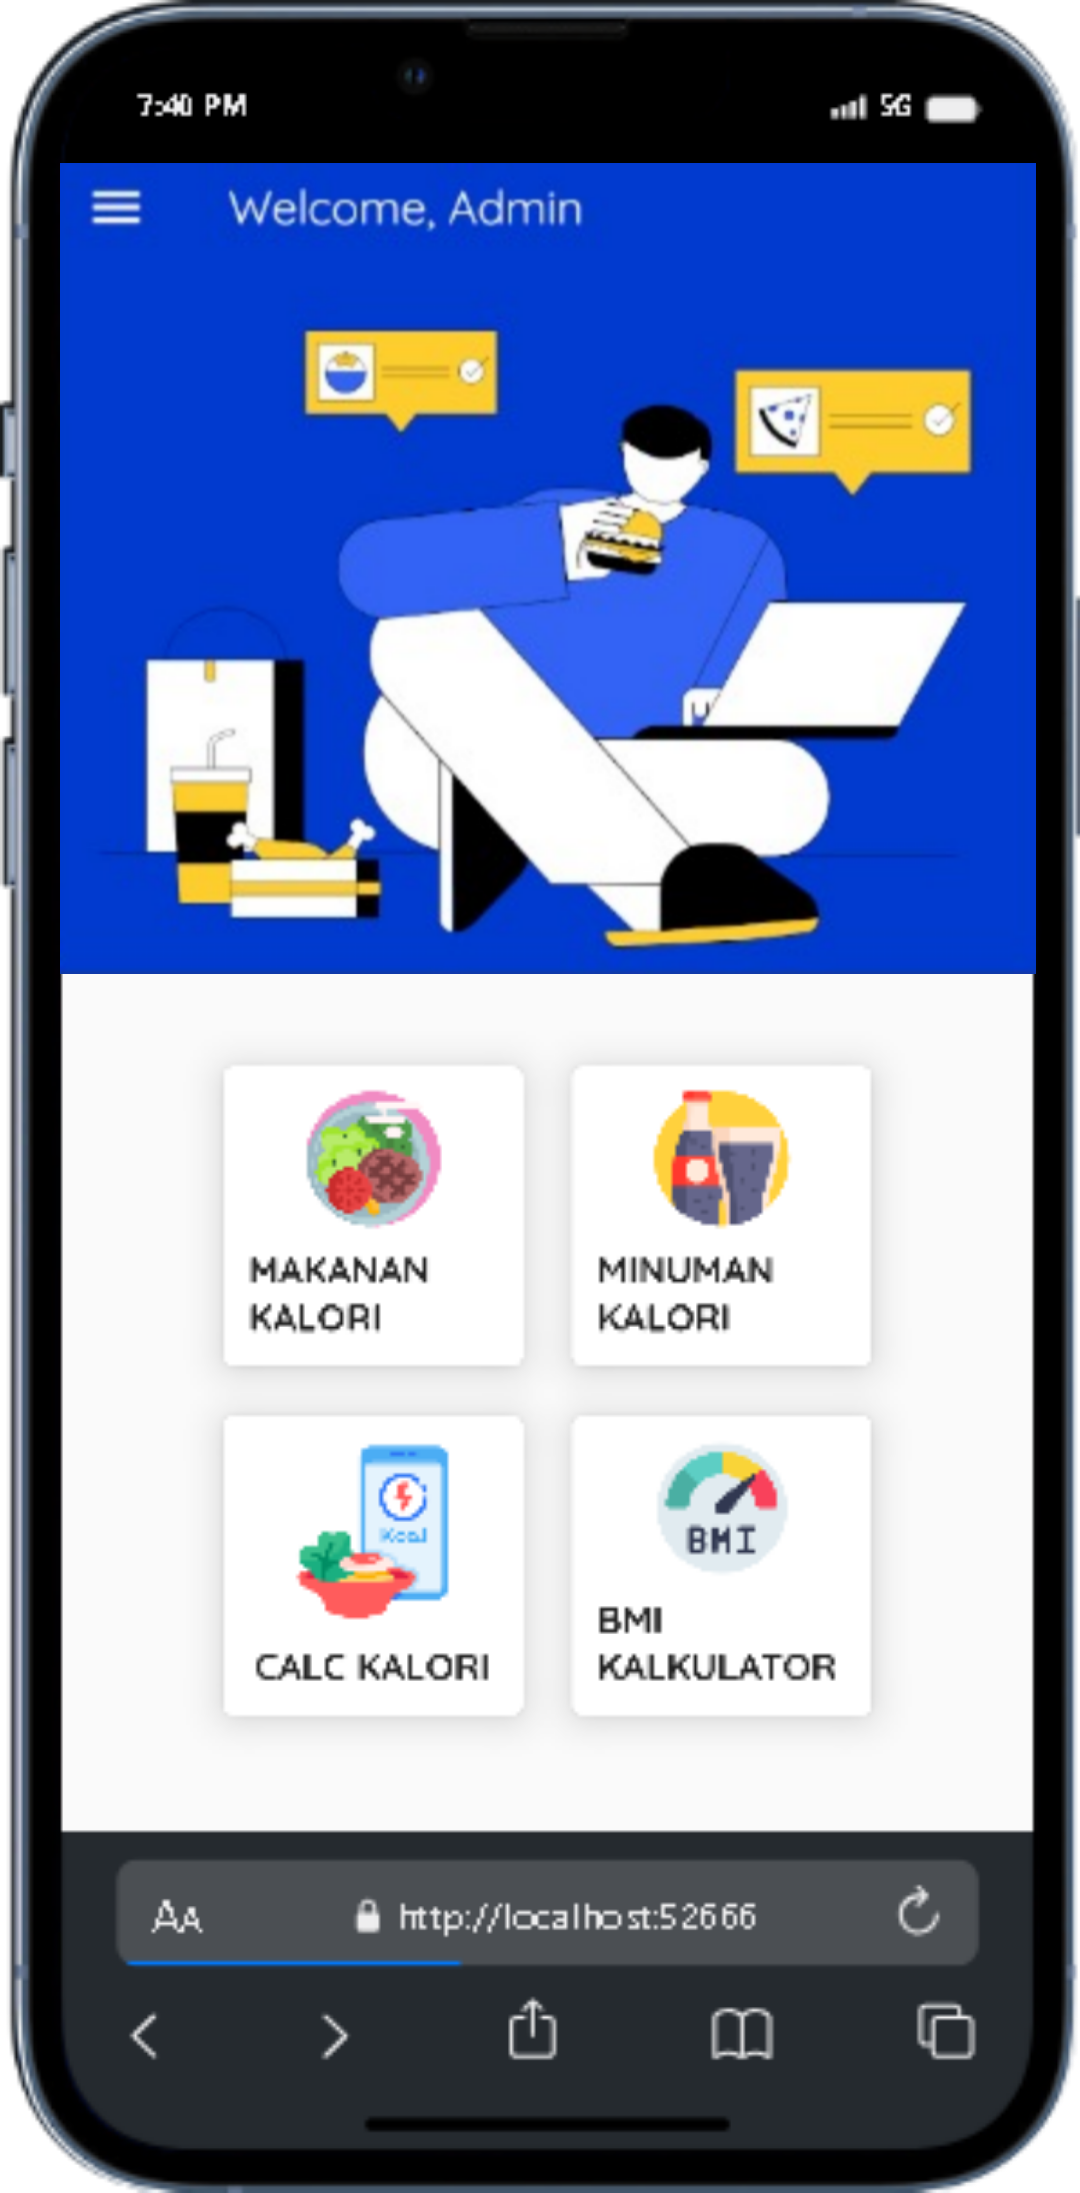 7:40 PM
5G
Welcome, Admin
MAKANAN
KALORI
MINUMAN
KALORI
Kcal
CALC KALORI
BMI
BMI
KALKULATOR
AA
http://localhost:52666